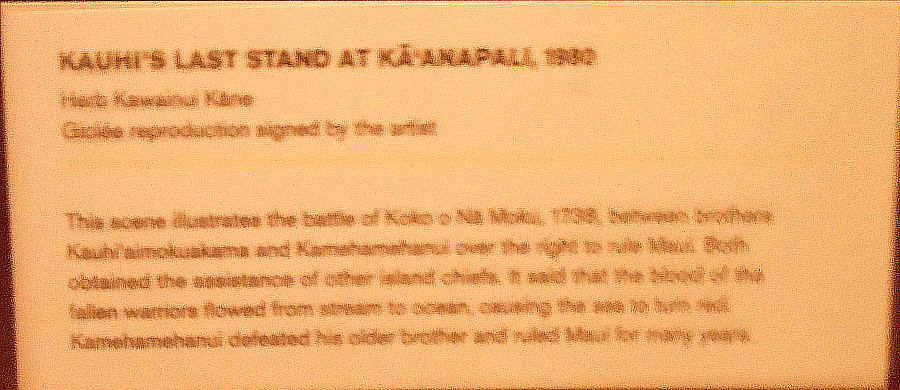 KAUHI'S LAST STAND AT KĀ'ANAPALI, 1980
Herb Kawainui Kāne
Giclée reproduction signed by the artist
This scene illustrates the battle of Koko o Nā Moku, 1738, between brothers
Kauhi'aimokuakama and Kamehamehanui over the right to rule Maui. Both
obtained the assistance of other island chiefs. It said that the blood of the
fallen warriors flowed from stream to ocean, causing the sea to turn red.
Kamehamehanui defeated his older brother and ruled Maui for many years.